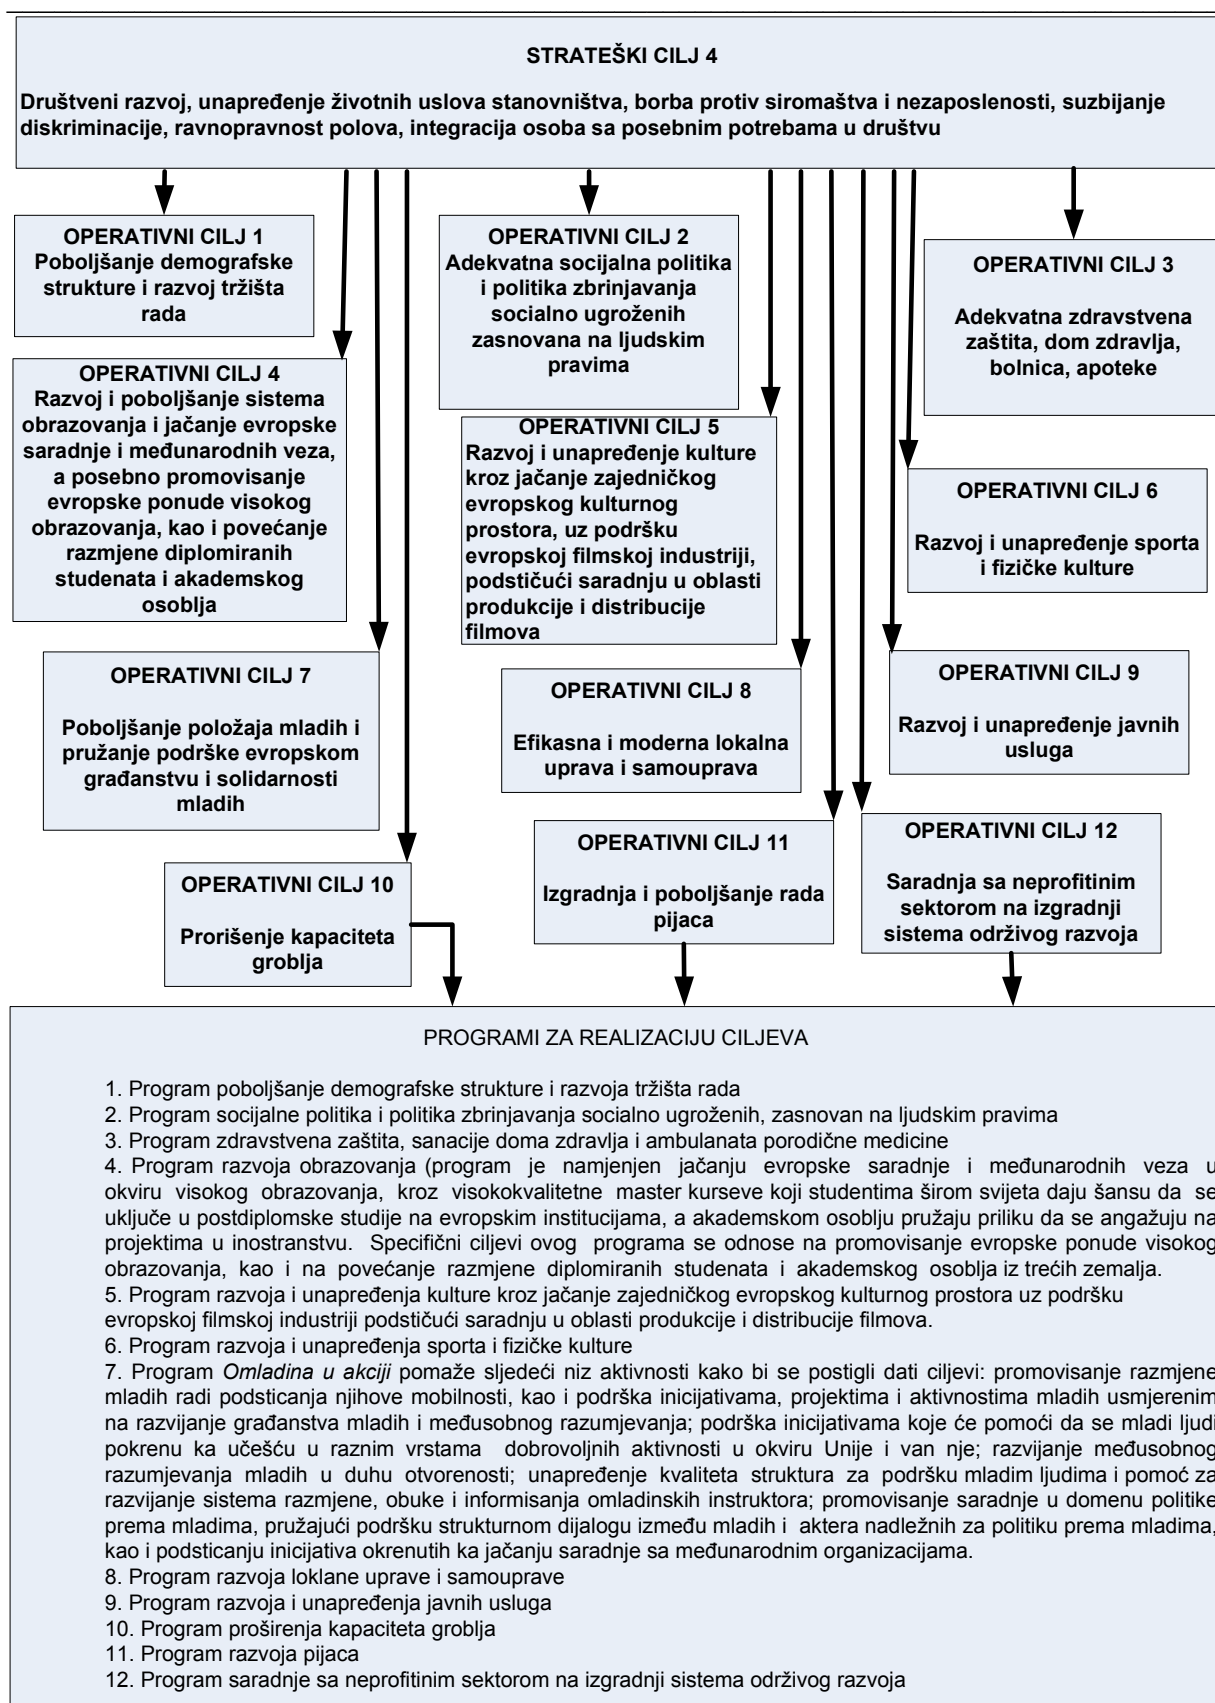 STRATEŠKI CILJ 4
Društveni razvoj, unapređenje životnih uslova stanovništva, borba protiv siromaštva i nezaposlenosti, suzbijanje
diskriminacije, ravnopravnost polova, integracija osoba sa posebnim potrebama u društvu
OPERATIVNI CILJ 1
Poboljšanje demografske
strukture i razvoj tržišta
rada
OPERATIVNI CILJ 2
Adekvatna socijalna politika
i politika zbrinjavanja
socialno ugroženih
zasnovana na ljudskim
pravima
OPERATIVNI CILJ 3
Adekvatna zdravstvena
zaštita, dom zdravlja,
bolnica, apoteke
OPERATIVNI CILJ 4
Razvoj i poboljšanje sistema
obrazovanja i jačanje evropske
saradnje i međunarodnih veza,
a posebno promovisanje
evropske ponude visokog
obrazovanja, kao i povećanje
razmjene diplomiranih
studenata i akademskog
osoblja
OPERATIVNI CILJ 5
Razvoj i unapređenje kulture
kroz jačanje zajedničkog
evropskog kulturnog
prostora, uz podršku
evropskoj filmskoj industriji,
podstičući saradnju u oblasti
produkcije i distribucije
filmova
OPERATIVNI CILJ 6
Razvoj i unapređenje sporta
i fizičke kulture
OPERATIVNI CILJ 7
Poboljšanje položaja mladih i
pružanje podrške evropskom
građanstvu i solidarnosti
mladih
OPERATIVNI CILJ 8
Efikasna i moderna lokalna
uprava i samouprava
OPERATIVNI CILJ 9
Razvoj i unapređenje javnih
usluga
OPERATIVNI CILJ 10
Prorišenje kapaciteta
groblja
OPERATIVNI CILJ 11
Izgradnja i poboljšanje rada
pijaca
OPERATIVNI CILJ 12
Saradnja sa neprofitinim
sektorom na izgradnji
sistema održivog razvoja
PROGRAMI ZA REALIZACIJU CILJEVA
1. Program poboljšanje demografske strukture i razvoja tržišta rada
2. Program socijalne politika i politika zbrinjavanja socialno ugroženih, zasnovan na ljudskim pravima
3. Program zdravstvena zaštita, sanacije doma zdravlja i ambulanata porodične medicine
4. Program razvoja obrazovanja (program je namjenjen jačanju evropske saradnje i međunarodnih veza u
okviru visokog obrazovanja, kroz visokokvalitetne master kurseve koji studentima širom svijeta daju šansu da se
uključe u postdiplomske studije na evropskim institucijama, a akademskom osoblju pružaju priliku da se angažuju na
projektima u inostranstvu. Specifični ciljevi ovog programa se odnose na promovisanje evropske ponude visokog
obrazovanja, kao i na povećanje razmjene diplomiranih studenata i akademskog osoblja iz trećih zemalja.
5. Program razvoja i unapređenja kulture kroz jačanje zajedničkog evropskog kulturnog prostora uz podršku
evropskoj filmskoj industriji podstičući saradnju u oblasti produkcije i distribucije filmova.
6. Program razvoja i unapređenja sporta i fizičke kulture
7. Program Omladina u akciji pomaže sljedeći niz aktivnosti kako bi se postigli dati ciljevi: promovisanje razmjene
mladih radi podsticanja njihove mobilnosti, kao i podrška inicijativama, projektima i aktivnostima mladih usmjerenim
na razvijanje građanstva mladih i međusobnog razumjevanja; podrška inicijativama koje će pomoći da se mladi ljudi
pokrenu ka učešću u raznim vrstama dobrovoljnih aktivnosti u okviru Unije i van nje; razvijanje međusobnog
razumjevanja mladih u duhu otvorenosti; unapređenje kvaliteta struktura za podršku mladim ljudima i pomoć za
razvijanje sistema razmjene, obuke i informisanja omladinskih instruktora; promovisanje saradnje u domenu politike
prema mladima, pružajući podršku strukturnom dijalogu između mladih i aktera nadležnih za politiku prema mladima,
kao i podsticanju inicijativa okrenutih ka jačanju saradnje sa međunarodnim organizacijama.
8. Program razvoja loklane uprave i samouprave
9. Program razvoja i unapređenja javnih usluga
10. Program proširenja kapaciteta groblja
11. Program razvoja pijaca
12. Program saradnje sa neprofitinim sektorom na izgradnji sistema održivog razvoja